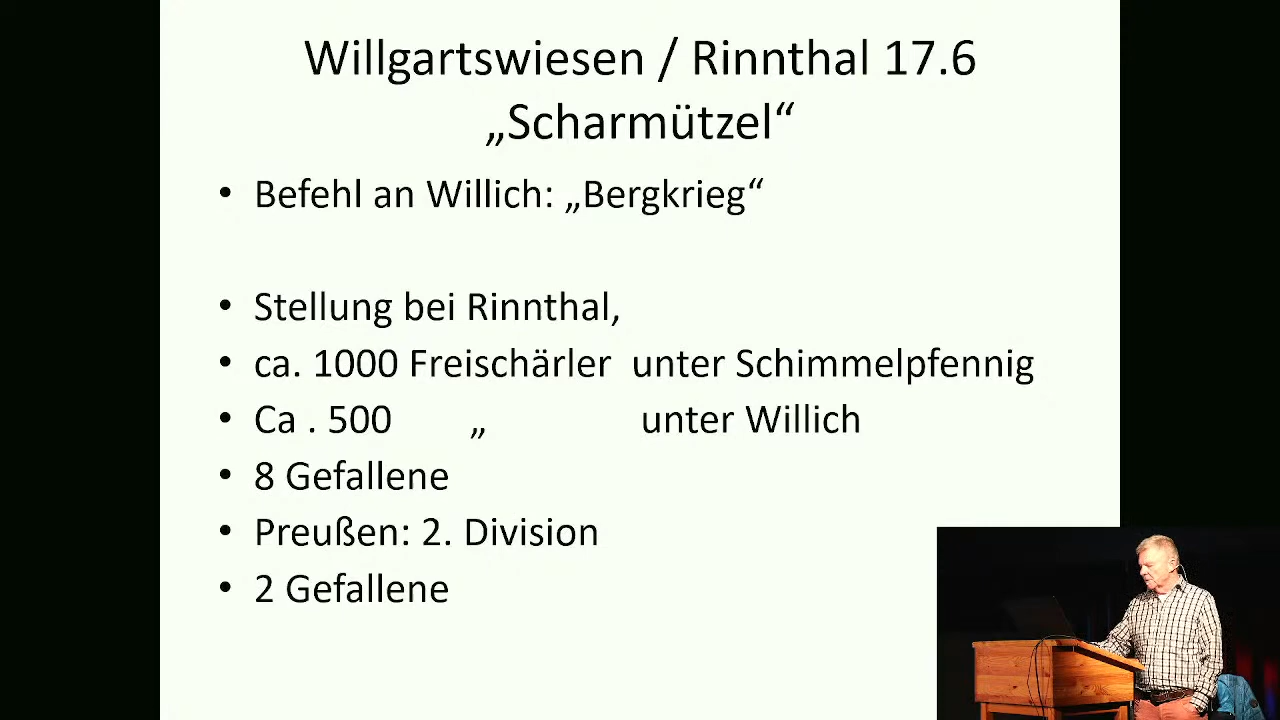 Willgartswiesen / Rinnthal 17.6
„Scharmützel“
• Befehl an Willich: „Bergkrieg“
• Stellung bei Rinnthal,
• ca. 1000 Freischärler unter Schimmelpfennig
• Ca . 500 „ unter Willich
• 8 Gefallene
• Preußen: 2. Division
• 2 Gefallene